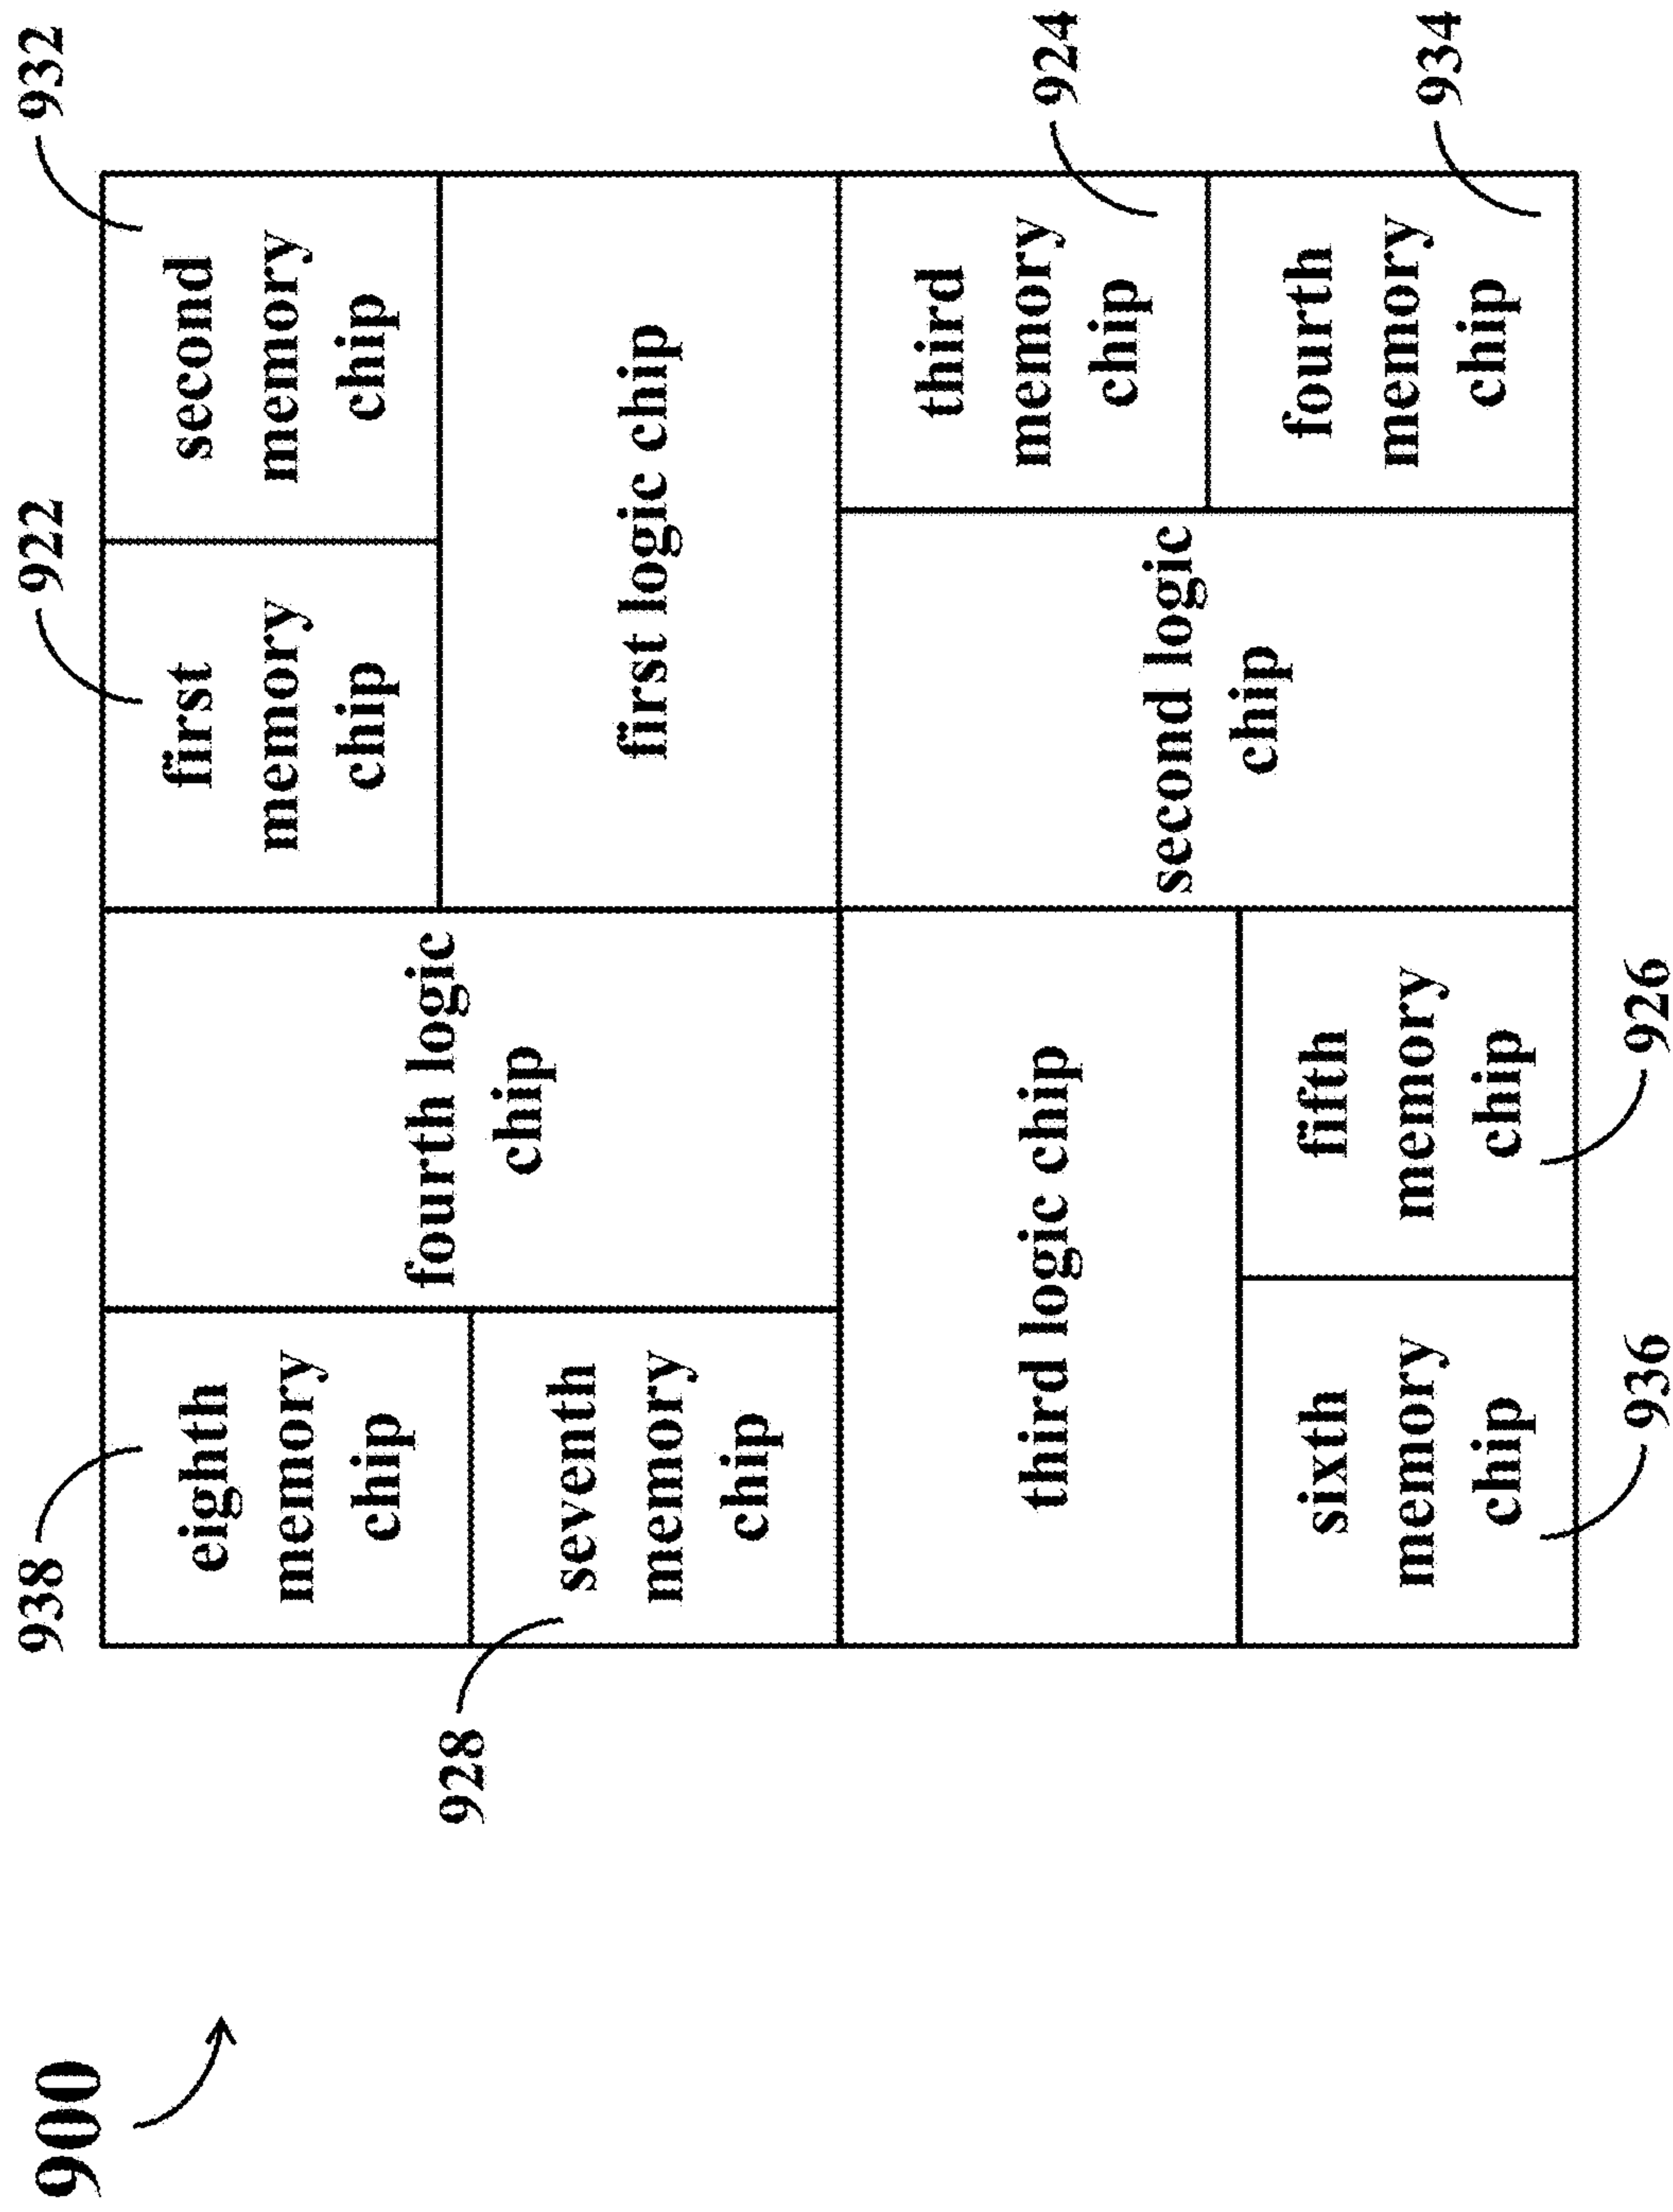 900
938
922
932
eighth
memory
chip
fourth logic
chip
first
memory
chip
second
memory
chip
928
seventh
memory
chip
first logic chip
third logic chip
second logic
chip
third
memory
chip
924
sixth
memory
chip
fifth
memory
chip
fourth
memory
chip
934
936
926